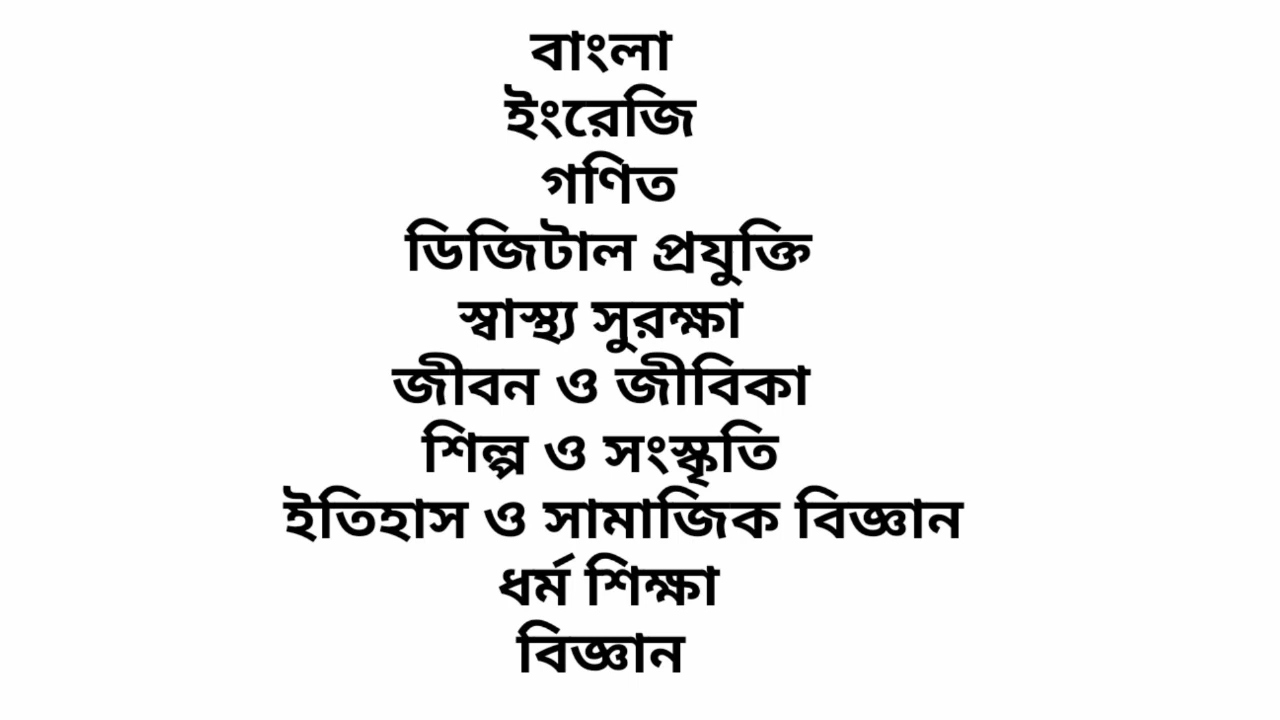 বাংলা
ইংরেজি
গণিত
ডিজিটাল প্রযুক্তি
স্বাস্থ্য সুরক্ষা
জীবন ও জীবিকা
শিল্প ও সংস্কৃতি
ইতিহাস ও সামাজিক বিজ্ঞান
ধর্ম শিক্ষা
বিজ্ঞান